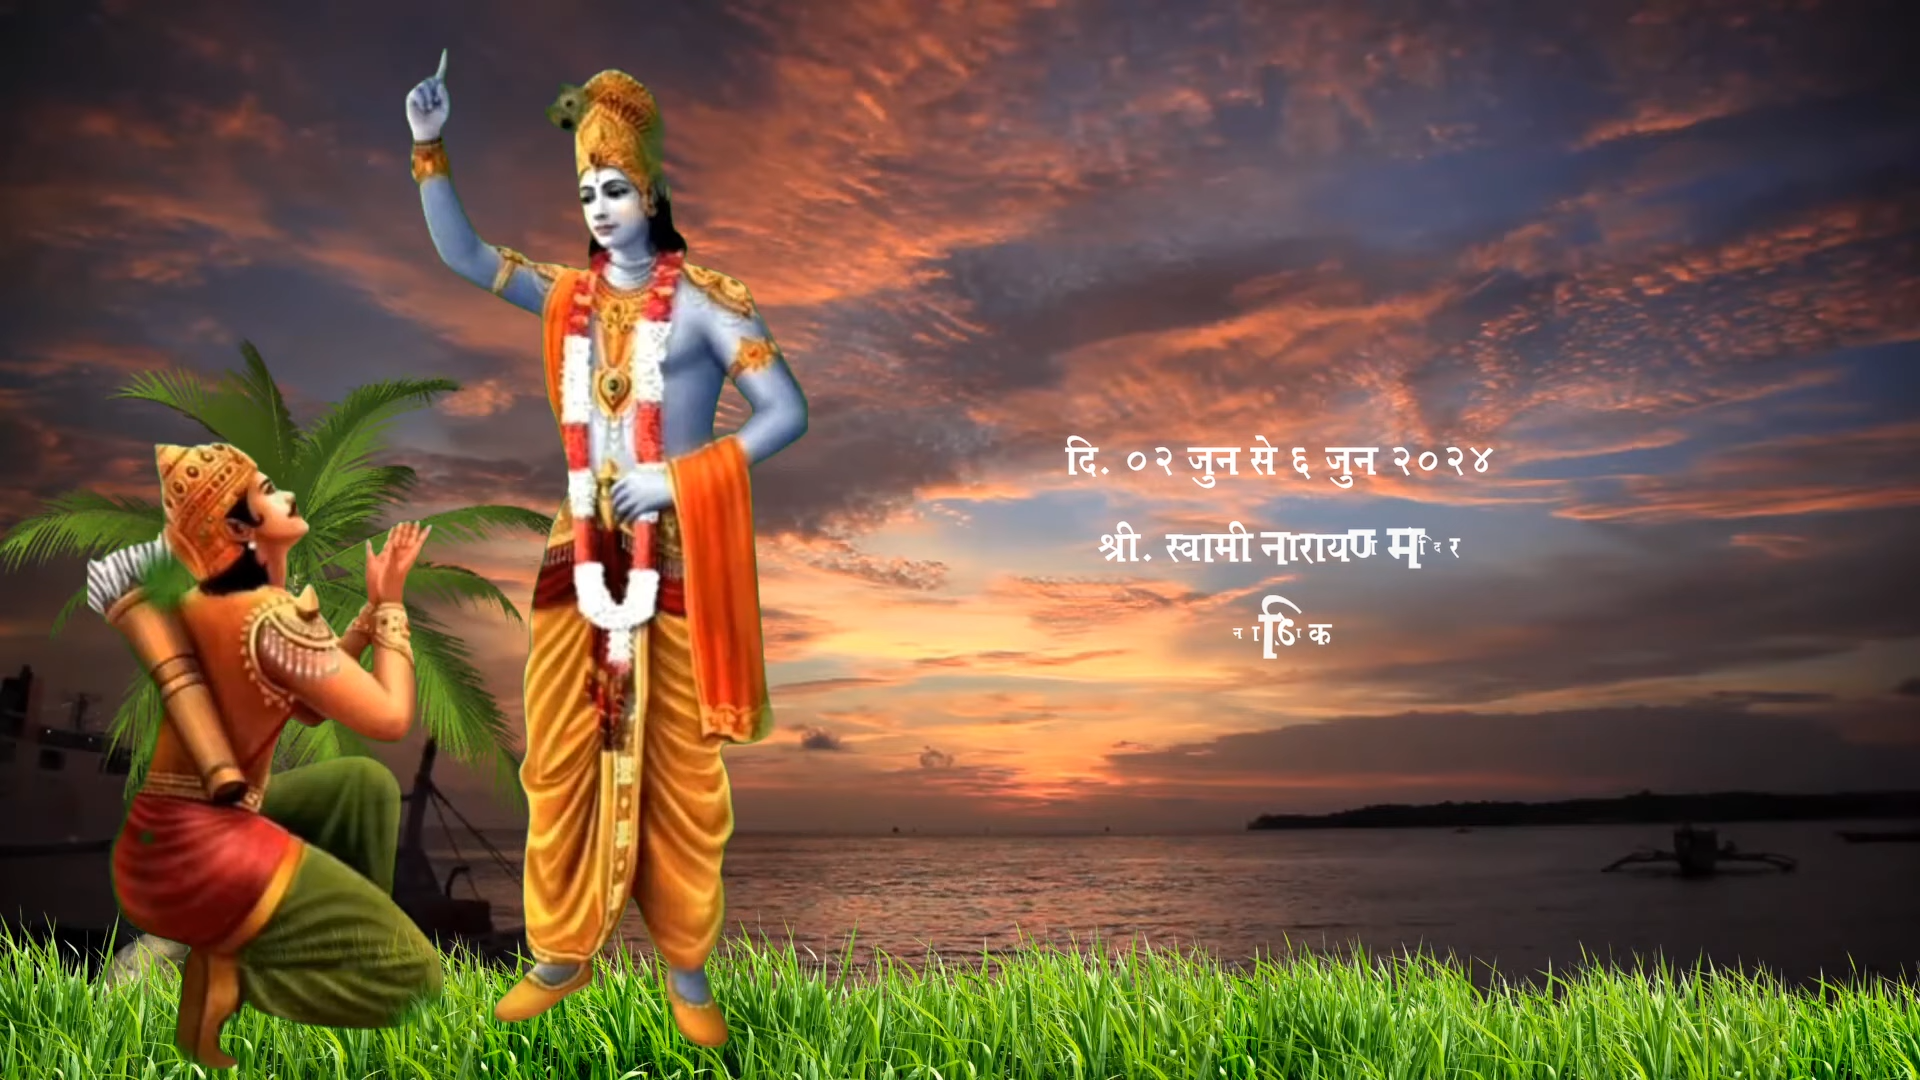 दि. ०२ जुन से ६ जुन २०२४
श्री. स्वामी नारायण